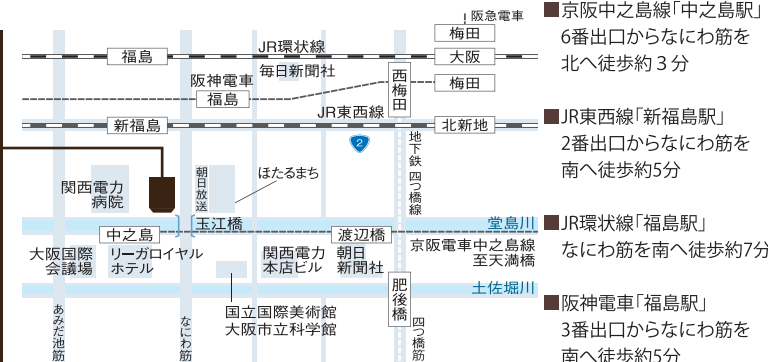 阪急電車
梅田
JR環状線
福島
大阪
毎日新聞社
阪神電車
西梅田
梅田
福島
JR東西線
新福島
北新地
2
地下鉄 四つ橋線
朝日放送
ほたるまち
関西電力
病院
玉江橋
堂島川
中之島
渡辺橋
京阪電車中之島線
至天満橋
大阪国際
会議場
リーガロイヤル
ホテル
関西電力
本店ビル
朝日
新聞社
肥後橋
土佐堀川
国立国際美術館
大阪市立科学館
あみだ池筋
なにわ筋
四つ橋筋
■京阪中之島線「中之島駅」
6番出口からなにわ筋を
北へ徒歩約3分
■JR東西線「新福島駅」
2番出口からなにわ筋を
南へ徒歩約5分
■JR環状線「福島駅」
なにわ筋を南へ徒歩約7分
■阪神電車「福島駅」
3番出口からなにわ筋を
南へ徒歩約5分